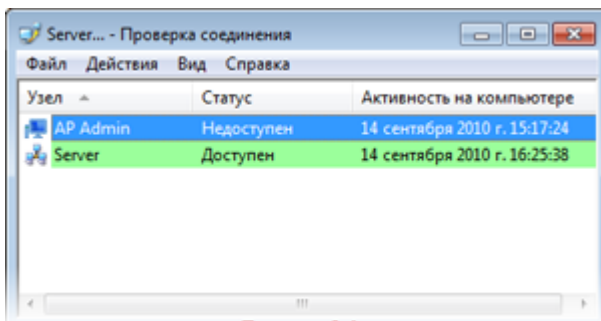 Server... - Проверка соединения
Файл Действия Вид Справка
Узел Статус Активность на компьютере
AP Admin Недоступен 14 сентября 2010 г. 15:17:24
Server Доступен 14 сентября 2010 г. 16:25:38